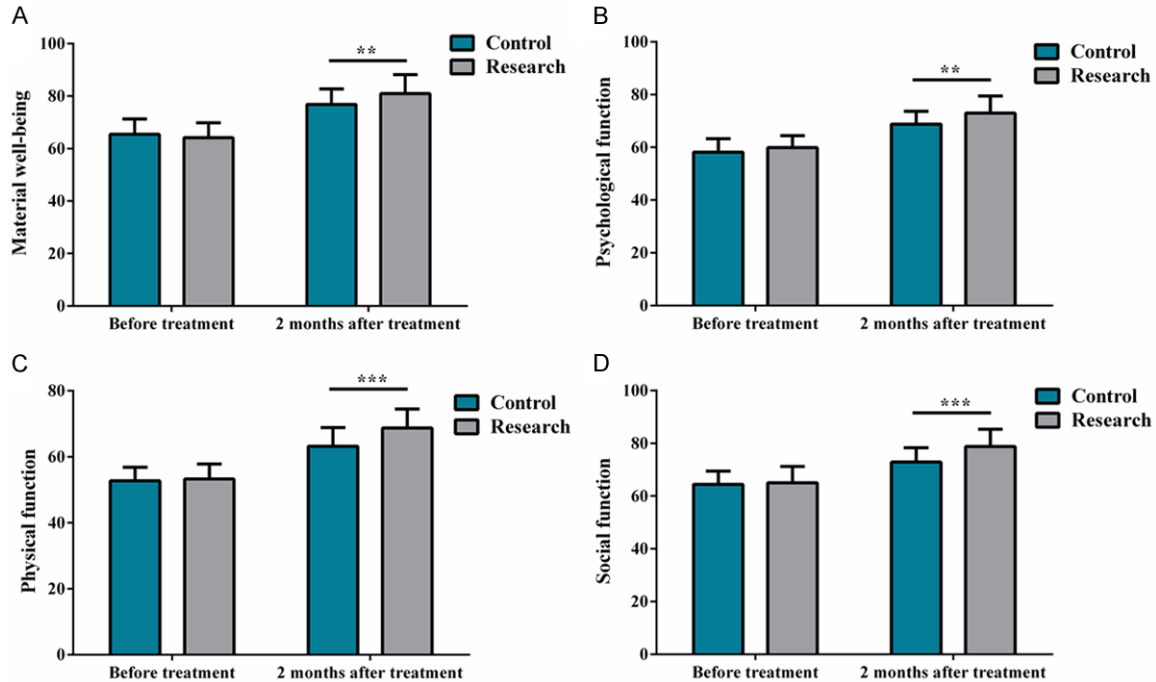 A
Material well-being
100
80
60
40
20
0
**
Control
Research
Before treatment
2 months after treatment
B
Psychological function
100
80
60
40
20
0
**
Control
Research
Before treatment
2 months after treatment
C
Physical function
80
60
40
20
0
***
Control
Research
Before treatment
2 months after treatment
D
Social function
100
80
60
40
20
0
***
Control
Research
Before treatment
2 months after treatment